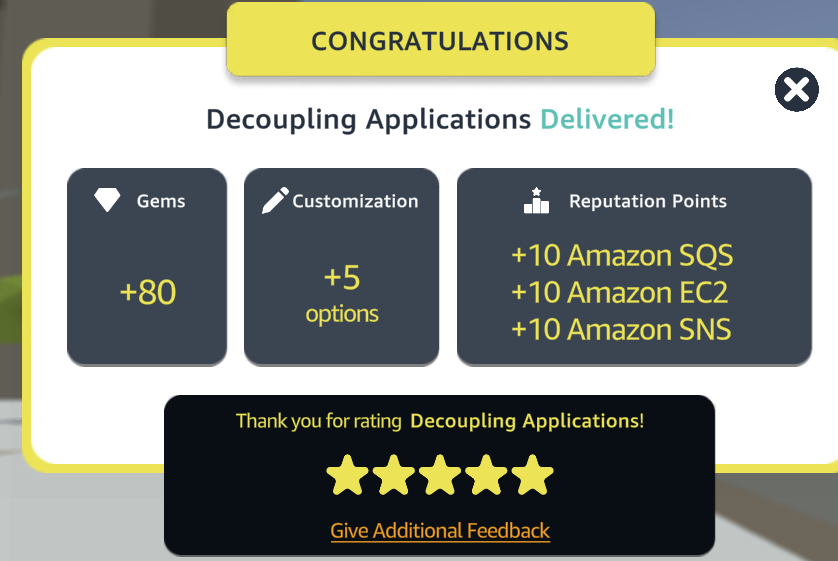 CONGRATULATIONS
Decoupling Applications Delivered!
Gems
+80
Customization
+5
options
Reputation Points
+10 Amazon SQS
+10 Amazon EC2
+10 Amazon SNS
Thank you for rating Decoupling Applications!
Give Additional Feedback